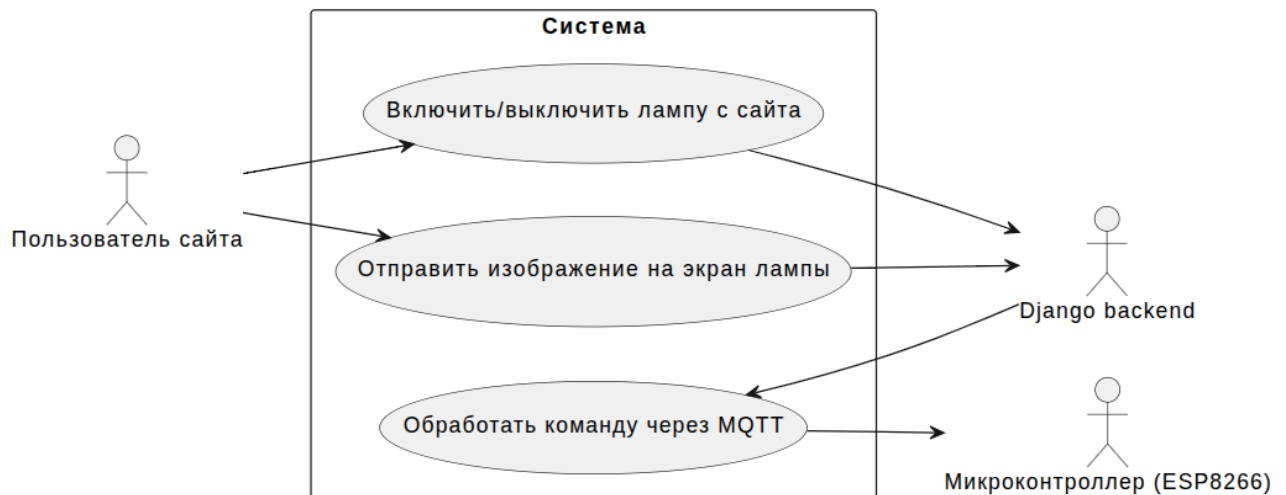 Система
Включить/выключить лампу с сайта
Пользователь сайта
Отправить изображение на экран лампы
Django backend
Обработать команду через MQTT
Микроконтроллер (ESP8266)